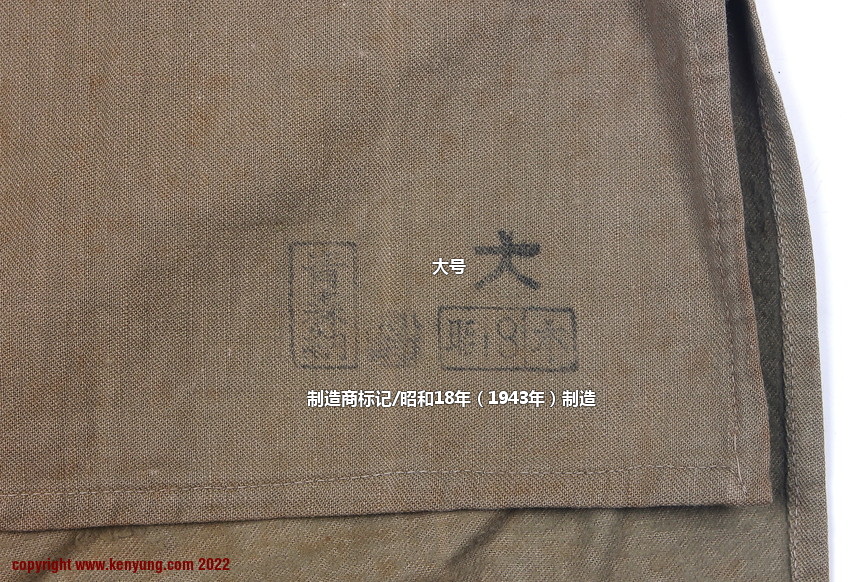 大号 大
昭18
制造商标记/昭和18年（1943年）制造
copyright www.kenyung.com 2022